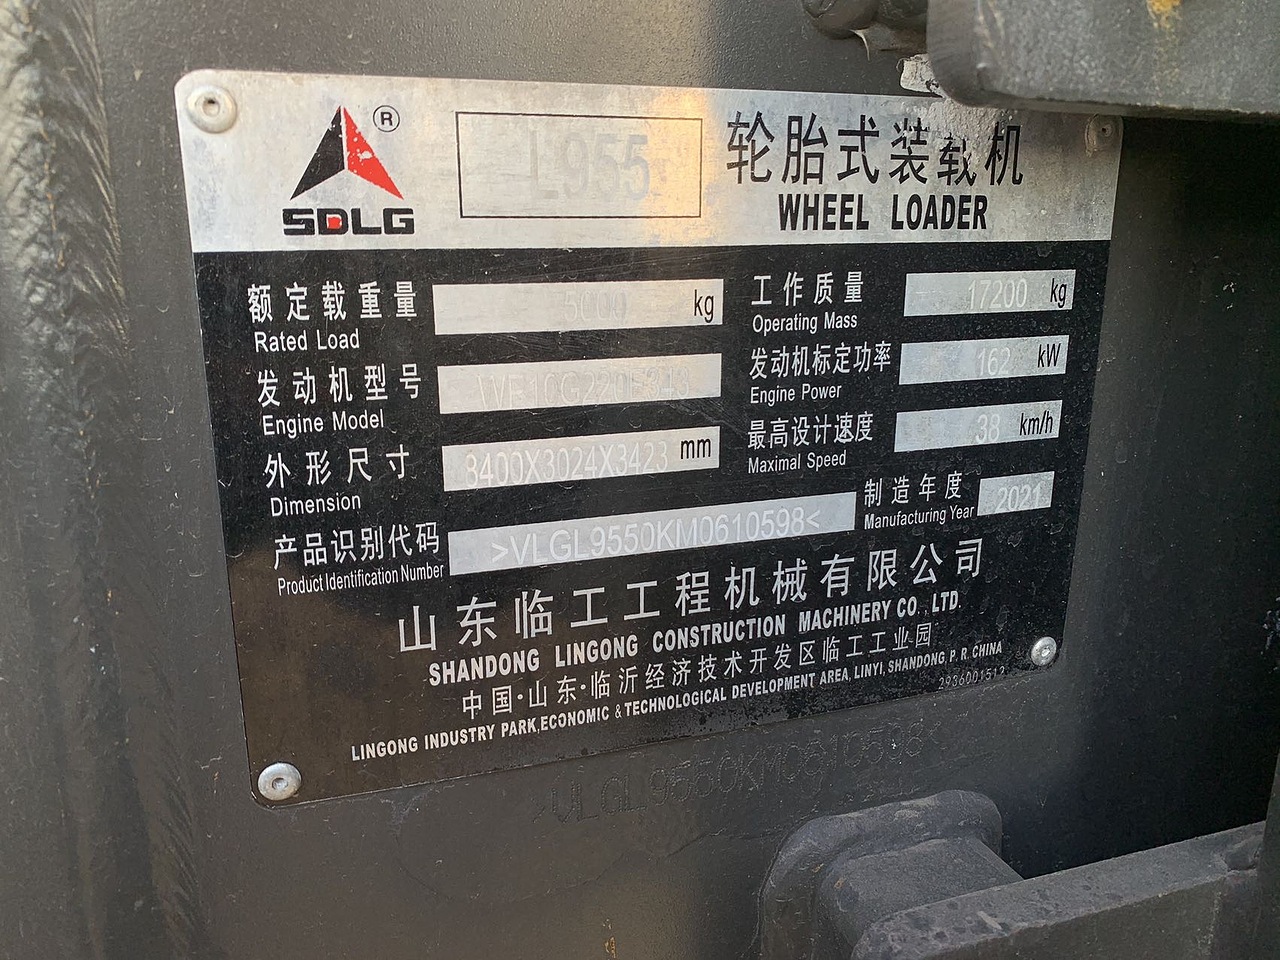 SDLG ®
L955
轮胎式装载机
WHEEL LOADER
额定载重量 5000 kg
Rated Load
工作质量 17200 kg
Operating Mass
发动机型号
Engine Model
发动机标定功率 162 kW
Engine Power
外形尺寸 8400X3024X3423 mm
Dimension
最高设计速度 38 km/h
Maximal Speed
产品识别代码 >VLGL9550KM0610598<
Product Identification Number
制造年度 2021
Manufacturing Year
山东临工工程机械有限公司
SHANDONG LINGONG CONSTRUCTION MACHINERY CO.,LTD.
中国·山东·临沂经济技术开发区临工工业园
LINGONG INDUSTRY PARK,ECONOMIC & TECHNOLOGICAL DEVELOPMENT AREA, LINYI, SHANDONG, P. R. CHINA
2936001512
VLGL9550KM0610598